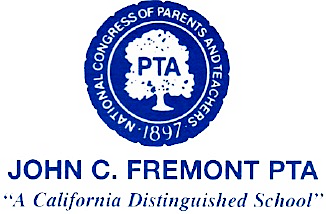 NATIONAL CONGRESS OF PARENTS AND TEACHERS
PTA
·1897·
JOHN C. FREMONT PTA
"A California Distinguished School"